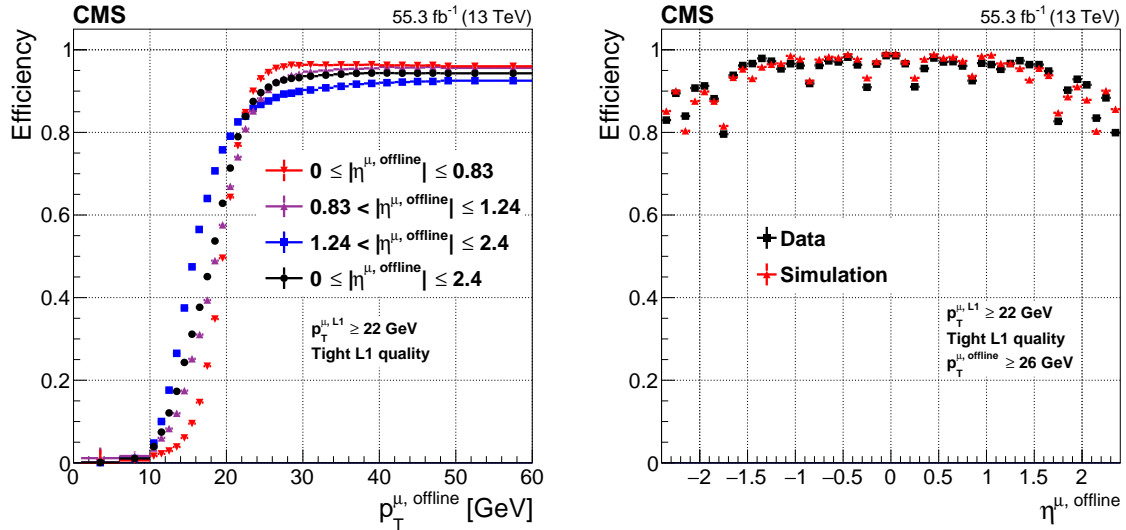 CMS
55.3 fb⁻¹ (13 TeV)
Efficiency
1
0.8
0.6
0.4
0.2
0
0 ≤ |η^{μ, offline}| ≤ 0.83
0.83 < |η^{μ, offline}| ≤ 1.24
1.24 < |η^{μ, offline}| ≤ 2.4
0 ≤ |η^{μ, offline}| ≤ 2.4
p_T^{μ, L1} ≥ 22 GeV
Tight L1 quality
0 10 20 30 40 50 60
p_T^{μ, offline} [GeV]
CMS
55.3 fb⁻¹ (13 TeV)
Efficiency
1
0.8
0.6
0.4
0.2
0
Data
Simulation
p_T^{μ, L1} ≥ 22 GeV
Tight L1 quality
p_T^{μ, offline} ≥ 26 GeV
−2 −1.5 −1 −0.5 0 0.5 1 1.5 2
η^{μ, offline}